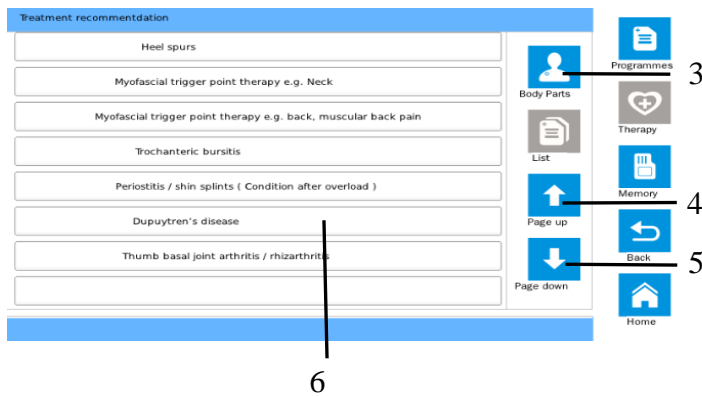 Treatment recommentdation
Heel spurs
Myofascial trigger point therapy e.g. Neck
Myofascial trigger point therapy e.g. back, muscular back pain
Trochanteric bursitis
Periostitis / shin splints ( Condition after overload )
Dupuytren's disease
Thumb basal joint arthritis / rhizarthritis
Body Parts
List
Page up
Page down
Programmes
Therapy
Memory
Back
Home
3
4
5
6